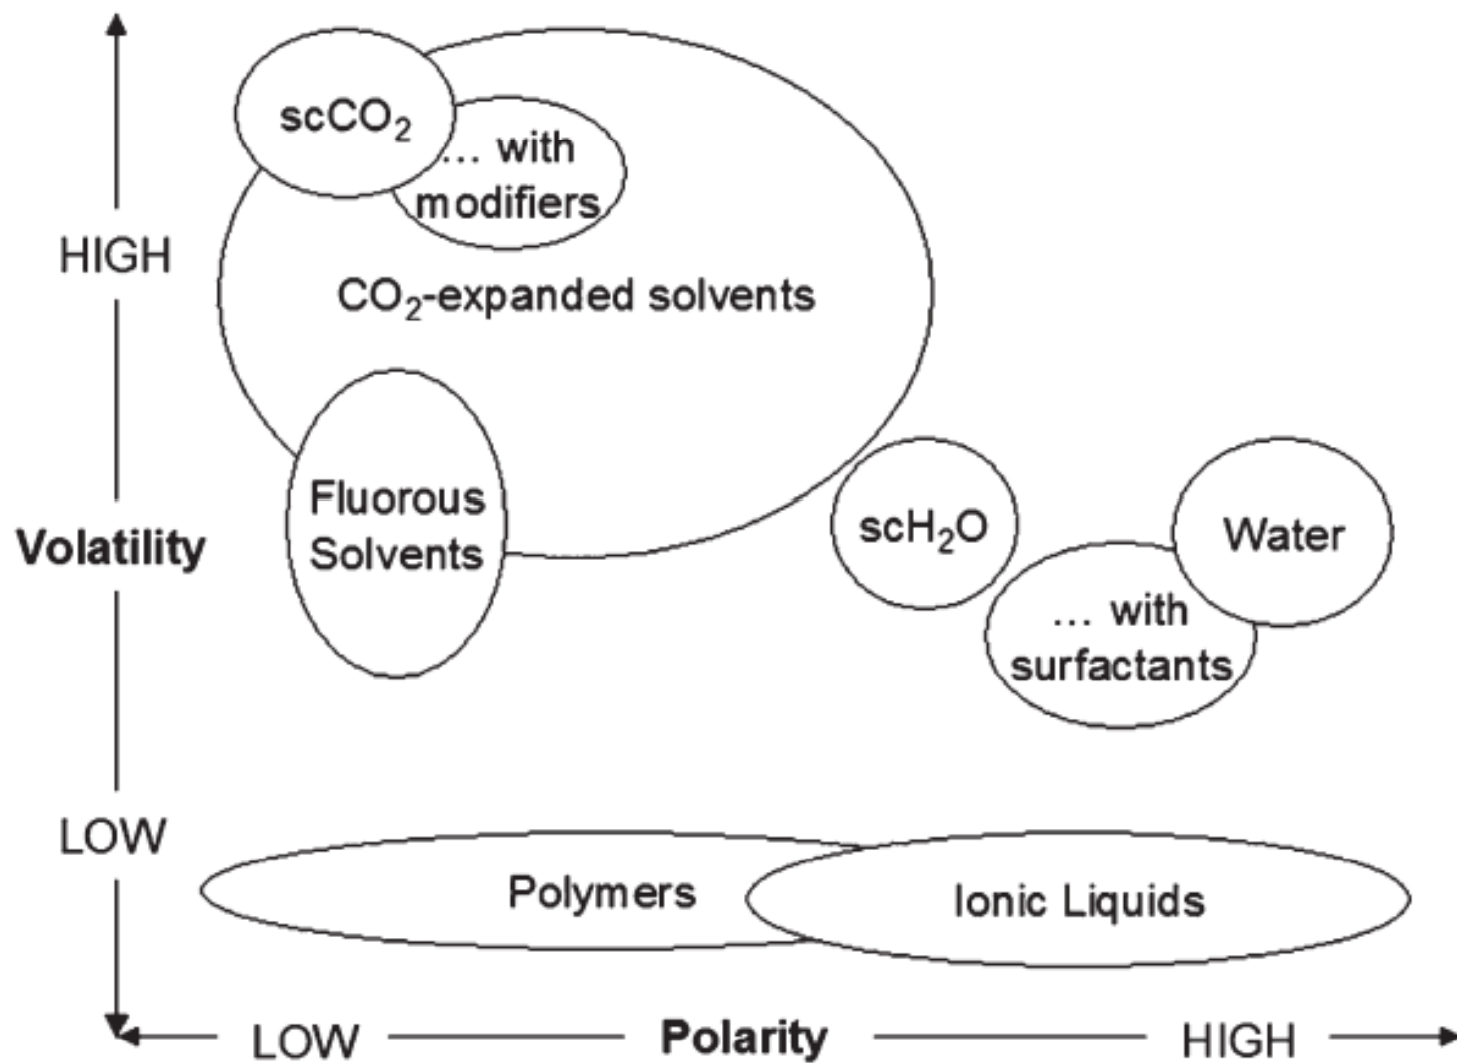 scCO₂
… with
modifiers
HIGH
CO₂-expanded solvents
Fluorous
Solvents
Volatility
scH₂O
Water
… with
surfactants
LOW
Polymers
Ionic Liquids
LOW
Polarity
HIGH